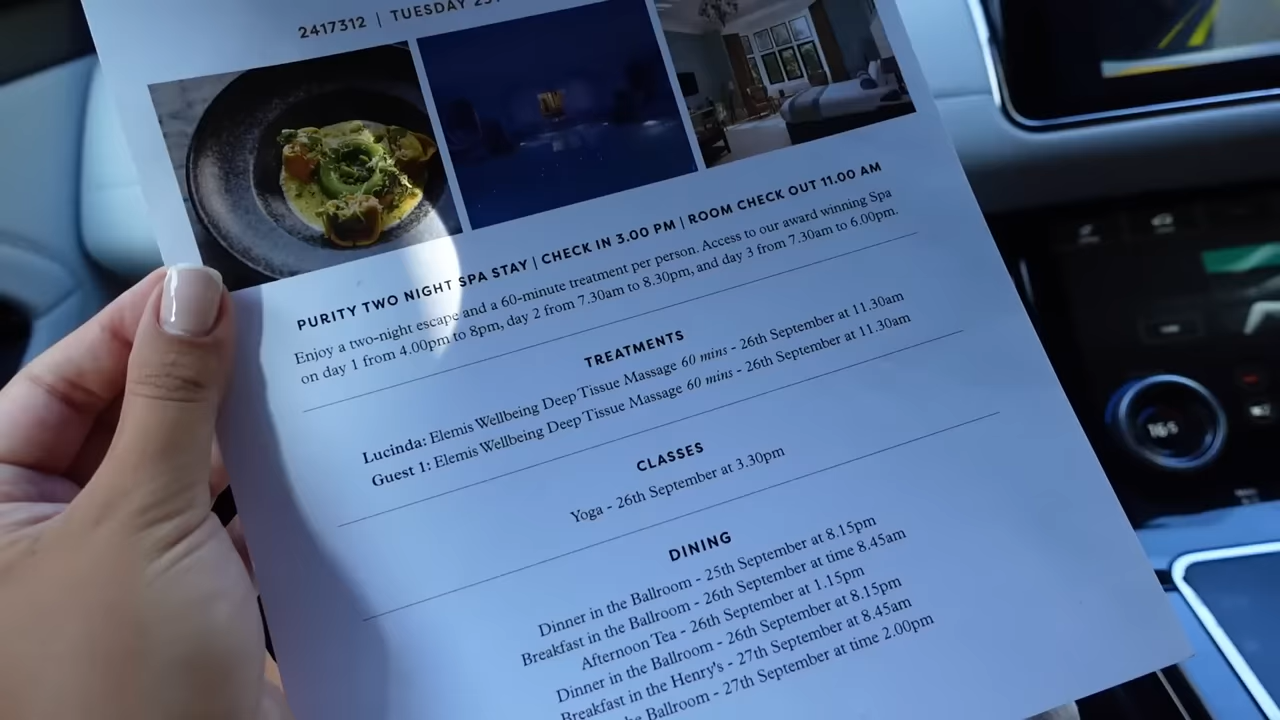 2417312 | TUESDAY 25
PURITY TWO NIGHT SPA STAY | CHECK IN 3.00 PM | ROOM CHECK OUT 11.00 AM
Enjoy a two-night escape and a 60-minute treatment per person. Access to our award winning Spa
on day 1 from 4.00pm to 8pm, day 2 from 7.30am to 8.30pm, and day 3 from 7.30am to 6.00pm.
TREATMENTS
Lucinda: Elemis Wellbeing Deep Tissue Massage 60 mins - 26th September at 11.30am
Guest 1: Elemis Wellbeing Deep Tissue Massage 60 mins - 26th September at 11.30am
CLASSES
Yoga - 26th September at 3.30pm
DINING
Dinner in the Ballroom - 25th September at 8.15pm
Breakfast in the Ballroom - 26th September at time 8.45am
Afternoon Tea - 26th September at 1.15pm
Dinner in the Ballroom - 26th September at 8.15pm
Breakfast in the Henry's - 27th September at 8.45am
Ballroom - 27th September at time 2.00pm